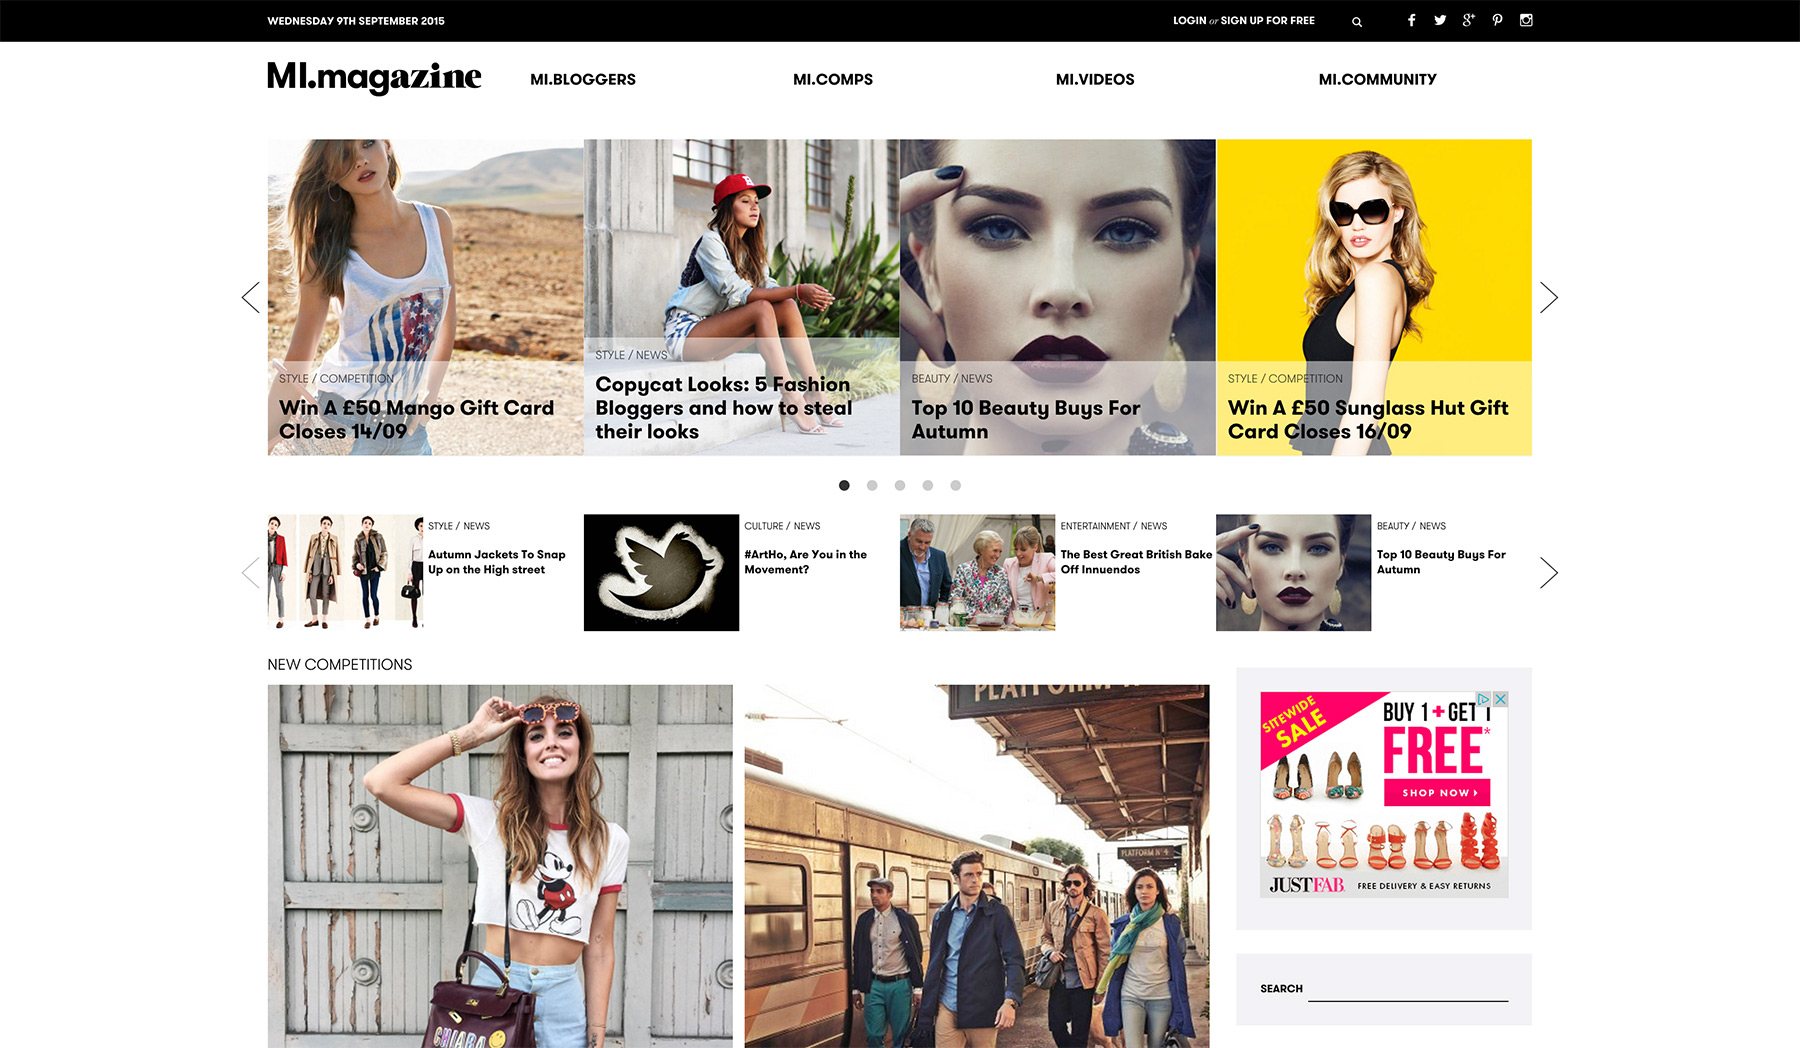 WEDNESDAY 9TH SEPTEMBER 2015
LOGIN or SIGN UP FOR FREE
MI.magazine
MI.BLOGGERS
MI.COMPS
MI.VIDEOS
MI.COMMUNITY
STYLE / COMPETITION
Win A £50 Mango Gift Card
Closes 14/09
STYLE / NEWS
Copycat Looks: 5 Fashion
Bloggers and how to steal
their looks
BEAUTY / NEWS
Top 10 Beauty Buys For
Autumn
STYLE / COMPETITION
Win A £50 Sunglass Hut Gift
Card Closes 16/09
STYLE / NEWS
Autumn Jackets To Snap
Up on the High street
CULTURE / NEWS
#ArtHo, Are You in the
Movement?
ENTERTAINMENT / NEWS
The Best Great British Bake
Off Innuendos
BEAUTY / NEWS
Top 10 Beauty Buys For
Autumn
NEW COMPETITIONS
CHIARA
PLATFORM N
PLATFORM Nº 4
SITEWIDE
SALE
BUY 1 + GET 1
FREE*
SHOP NOW
JUSTFAB
FREE DELIVERY & EASY RETURNS
SEARCH